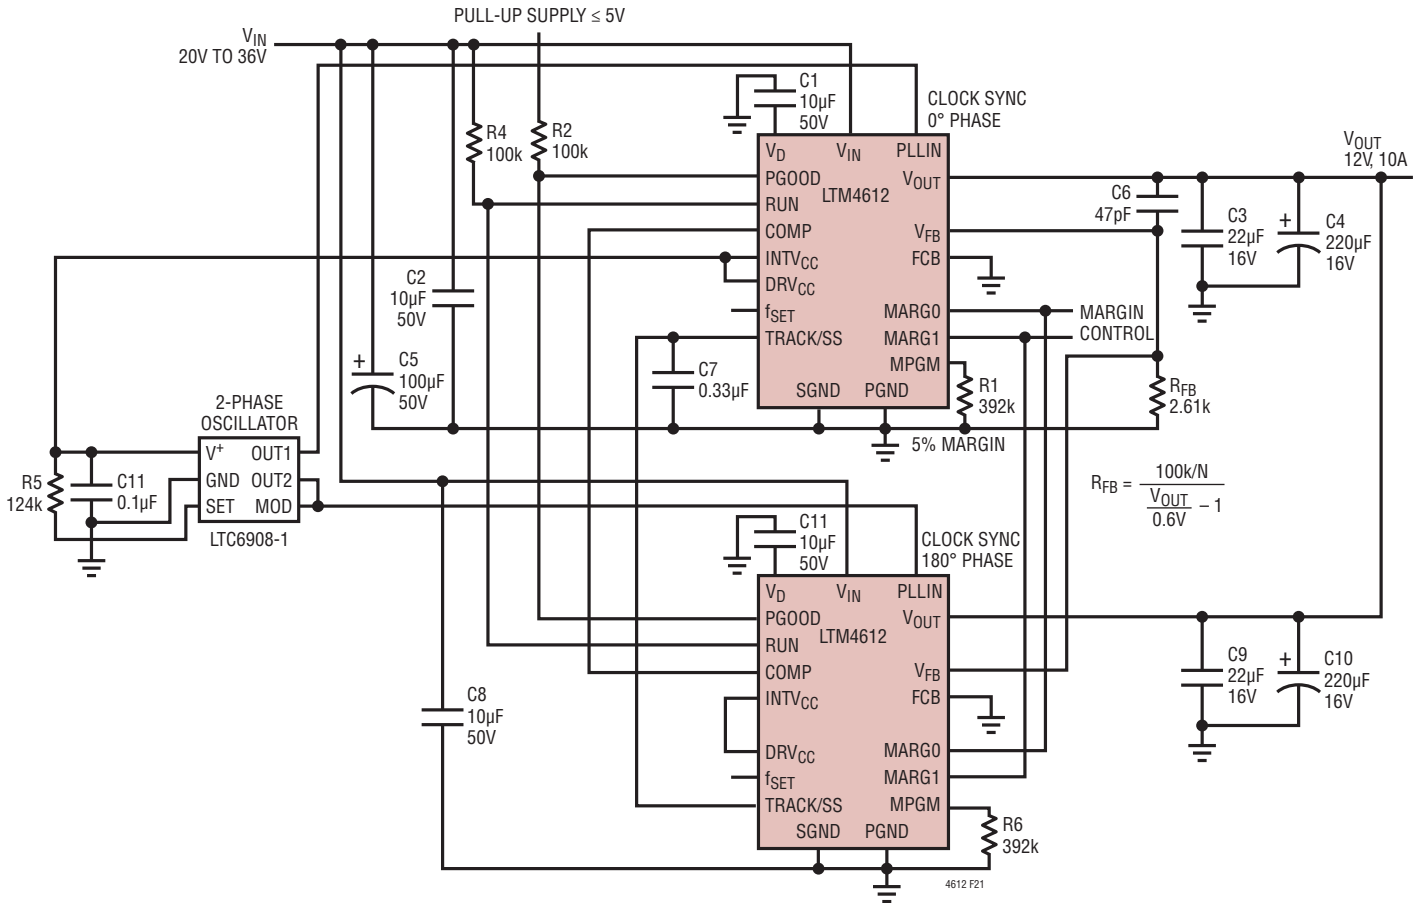 PULL-UP SUPPLY ≤ 5V
VIN
20V TO 36V
C1
10µF
50V
CLOCK SYNC
0° PHASE
R4
100k
R2
100k
VOUT
12V, 10A
VD
VIN
PLLIN
PGOOD
LTM4612
VOUT
RUN
COMP
VFB
INTVCC
FCB
DRVCC
fSET
MARG0
TRACK/SS
MARG1
MPGM
SGND
PGND
C6
47pF
C3
22µF
16V
+
C4
220µF
16V
MARGIN
CONTROL
C2
10µF
50V
+
C5
100µF
50V
C7
0.33µF
R1
392k
RFB
2.61k
5% MARGIN
2-PHASE
OSCILLATOR
V+ OUT1
GND OUT2
SET MOD
LTC6908-1
R5
124k
C11
0.1µF
RFB = 100k/N
VOUT
0.6V
– 1
C11
10µF
50V
CLOCK SYNC
180° PHASE
VD
VIN
PLLIN
PGOOD
LTM4612
VOUT
RUN
COMP
VFB
INTVCC
FCB
DRVCC
MARG0
fSET
MARG1
TRACK/SS
MPGM
SGND
PGND
C8
10µF
50V
C9
22µF
16V
+
C10
220µF
16V
R6
392k
4612 F21